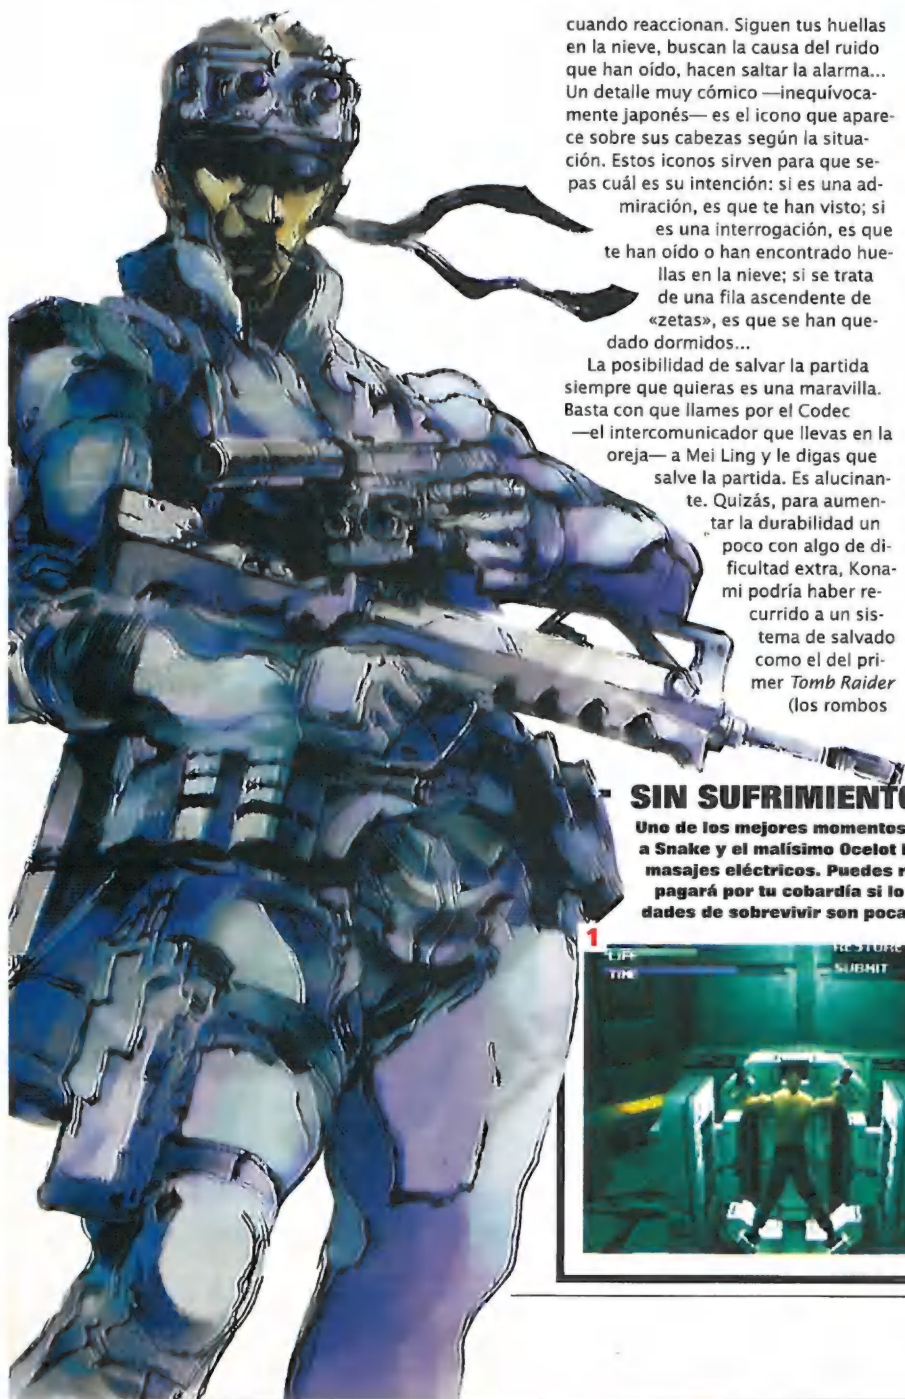 cuando reaccionan. Siguen tus huellas
en la nieve, buscan la causa del ruido
que han oído, hacen saltar la alarma...
Un detalle muy cómico —inequívoca-
mente japonés— es el icono que apare-
ce sobre sus cabezas según la situa-
ción. Estos iconos sirven para que se-
pas cuál es su intención: si es una ad-
miración, es que te han visto; si
es una interrogación, es que
te han oído o han encontrado hue-
llas en la nieve; si se trata
de una fila ascendente de
«zetas», es que se han que-
dado dormidos...
La posibilidad de salvar la partida
siempre que quieras es una maravilla.
Basta con que llames por el Codec
—el intercomunicador que llevas en la
oreja— a Mei Ling y le digas que
salve la partida. Es alucinan-
te. Quizás, para aumen-
tar la durabilidad un
poco con algo de di-
ficultad extra, Kona-
mi podría haber re-
currido a un sis-
tema de salvado
como el del pri-
mer Tomb Raider
(los rombos
SIN SUFRIMIENTO
Uno de los mejores momentos
a Snake y el malísimo Ocelot
masajes eléctricos. Puedes
pagará por tu cobardía si lo
dades de sobrevivir son poca
1
LIFE
TIME
SUBMIT